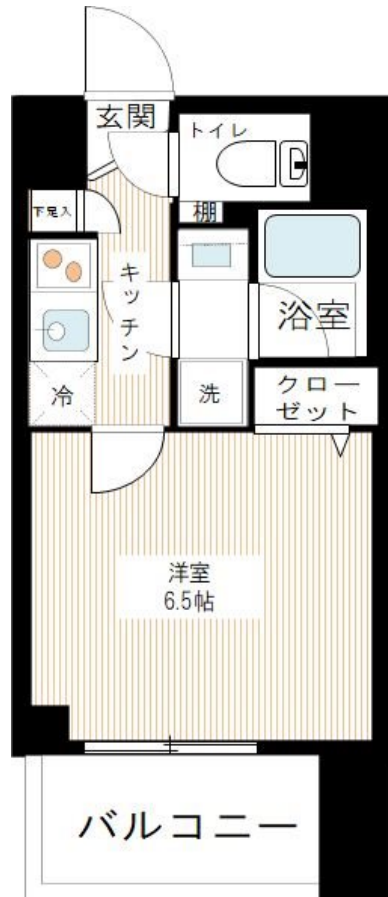 玄関
トイレ
下足入
棚
キッチン
浴室
冷
洗
クロー
ゼット
洋室
6.5帖
バルコニー